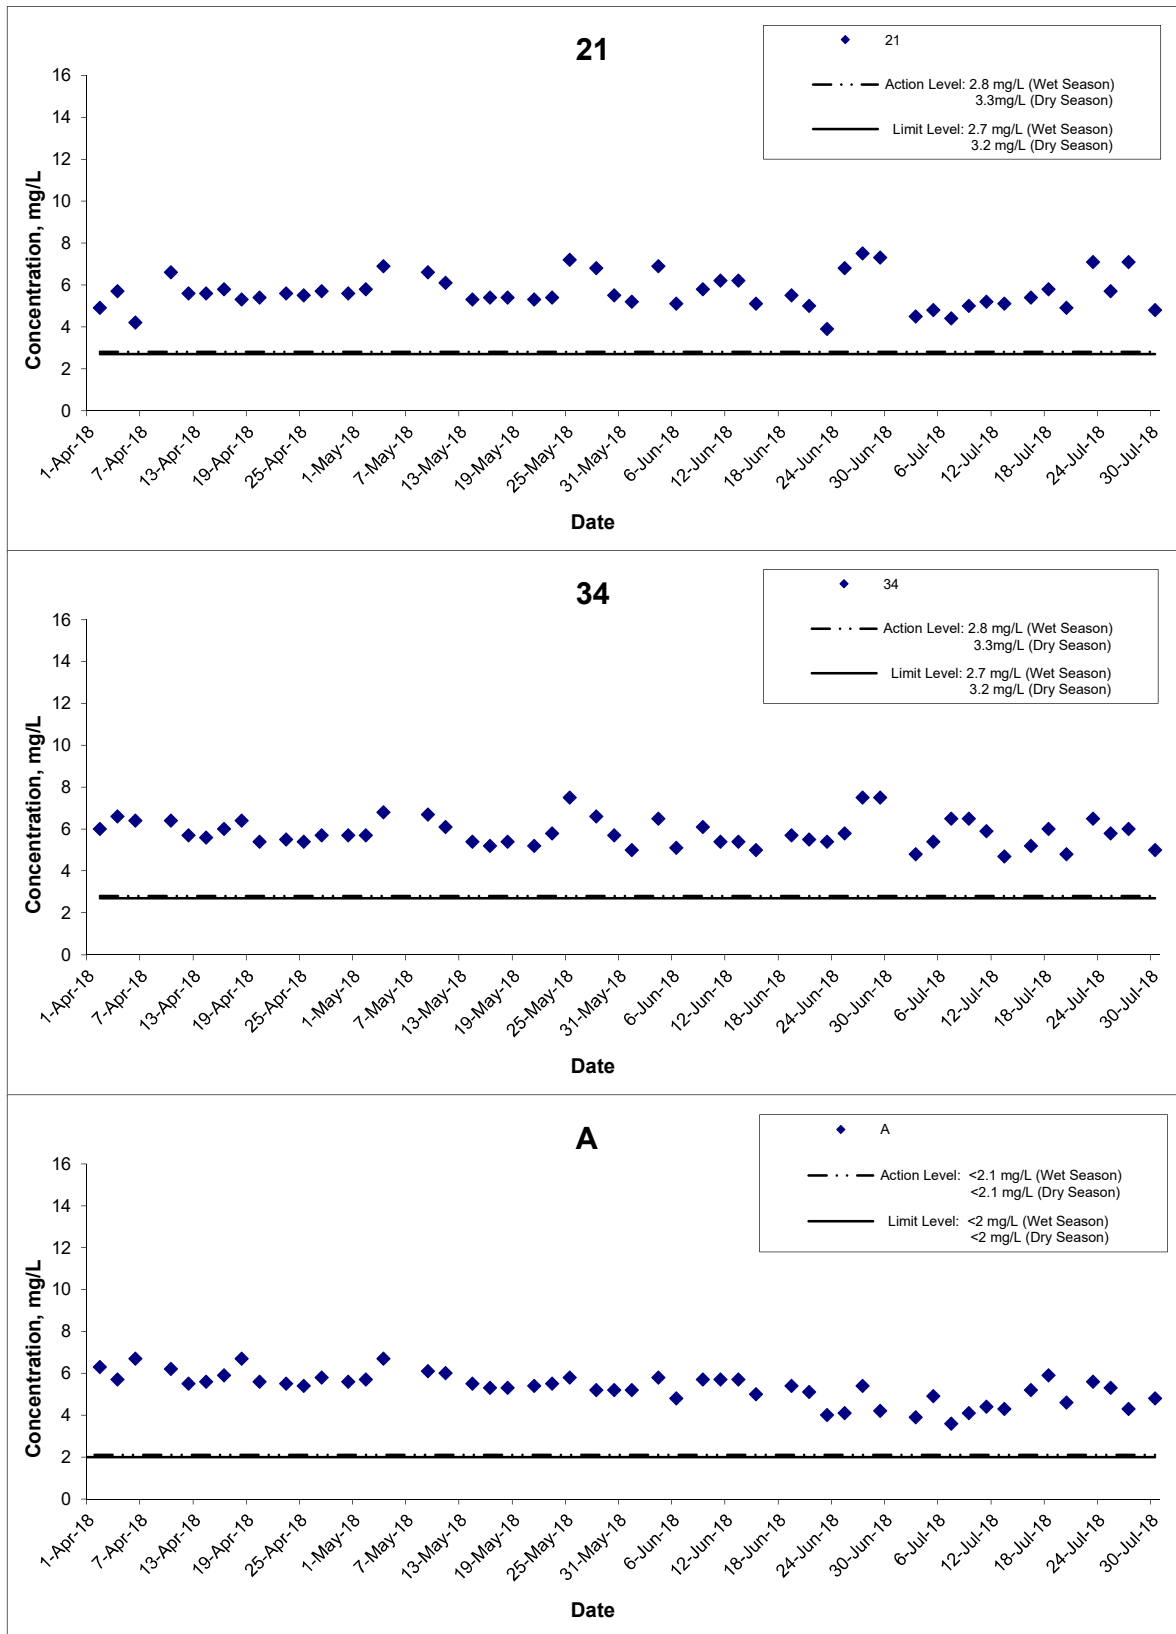 21
21
Action Level: 2.8 mg/L (Wet Season)
3.3mg/L (Dry Season)
Limit Level: 2.7 mg/L (Wet Season)
3.2 mg/L (Dry Season)
Concentration, mg/L
16
14
12
10
8
6
4
2
0
1-Apr-18
7-Apr-18
13-Apr-18
19-Apr-18
25-Apr-18
1-May-18
7-May-18
13-May-18
19-May-18
25-May-18
31-May-18
6-Jun-18
12-Jun-18
18-Jun-18
24-Jun-18
30-Jun-18
6-Jul-18
12-Jul-18
18-Jul-18
24-Jul-18
30-Jul-18
Date
34
34
Action Level: 2.8 mg/L (Wet Season)
3.3mg/L (Dry Season)
Limit Level: 2.7 mg/L (Wet Season)
3.2 mg/L (Dry Season)
Concentration, mg/L
16
14
12
10
8
6
4
2
0
1-Apr-18
7-Apr-18
13-Apr-18
19-Apr-18
25-Apr-18
1-May-18
7-May-18
13-May-18
19-May-18
25-May-18
31-May-18
6-Jun-18
12-Jun-18
18-Jun-18
24-Jun-18
30-Jun-18
6-Jul-18
12-Jul-18
18-Jul-18
24-Jul-18
30-Jul-18
Date
A
A
Action Level: <2.1 mg/L (Wet Season)
<2.1 mg/L (Dry Season)
Limit Level: <2 mg/L (Wet Season)
<2 mg/L (Dry Season)
Concentration, mg/L
16
14
12
10
8
6
4
2
0
1-Apr-18
7-Apr-18
13-Apr-18
19-Apr-18
25-Apr-18
1-May-18
7-May-18
13-May-18
19-May-18
25-May-18
31-May-18
6-Jun-18
12-Jun-18
18-Jun-18
24-Jun-18
30-Jun-18
6-Jul-18
12-Jul-18
18-Jul-18
24-Jul-18
30-Jul-18
Date